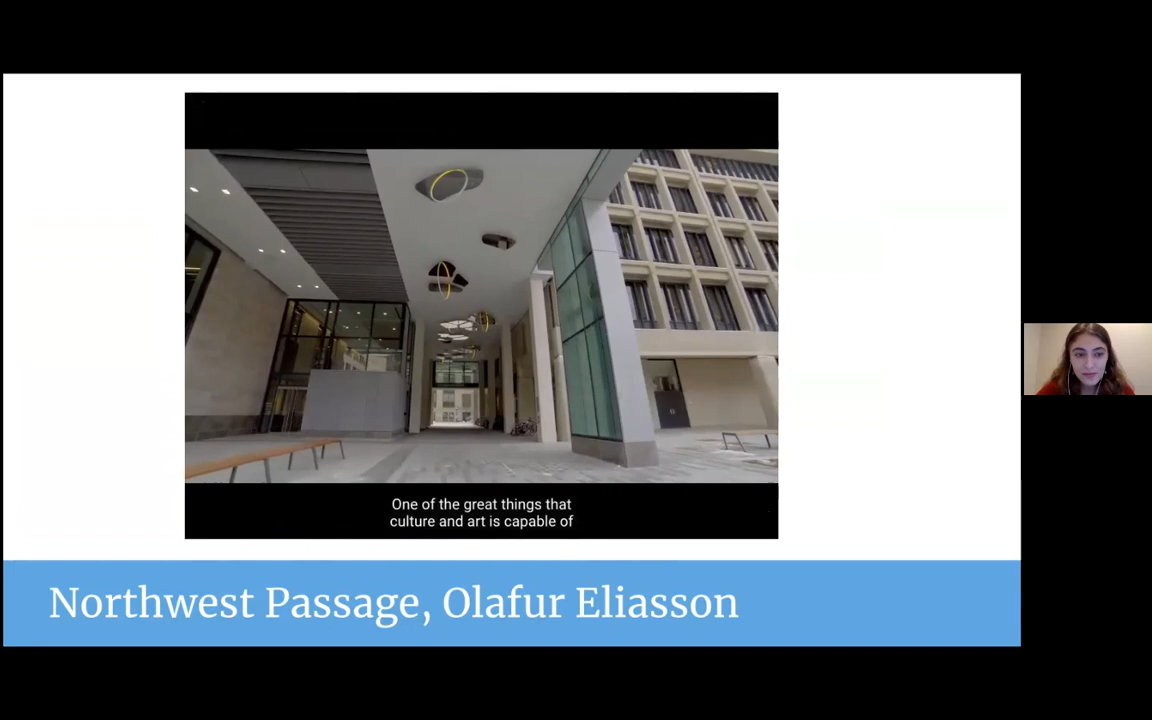 One of the great things that
culture and art is capable of
Northwest Passage, Olafur Eliasson